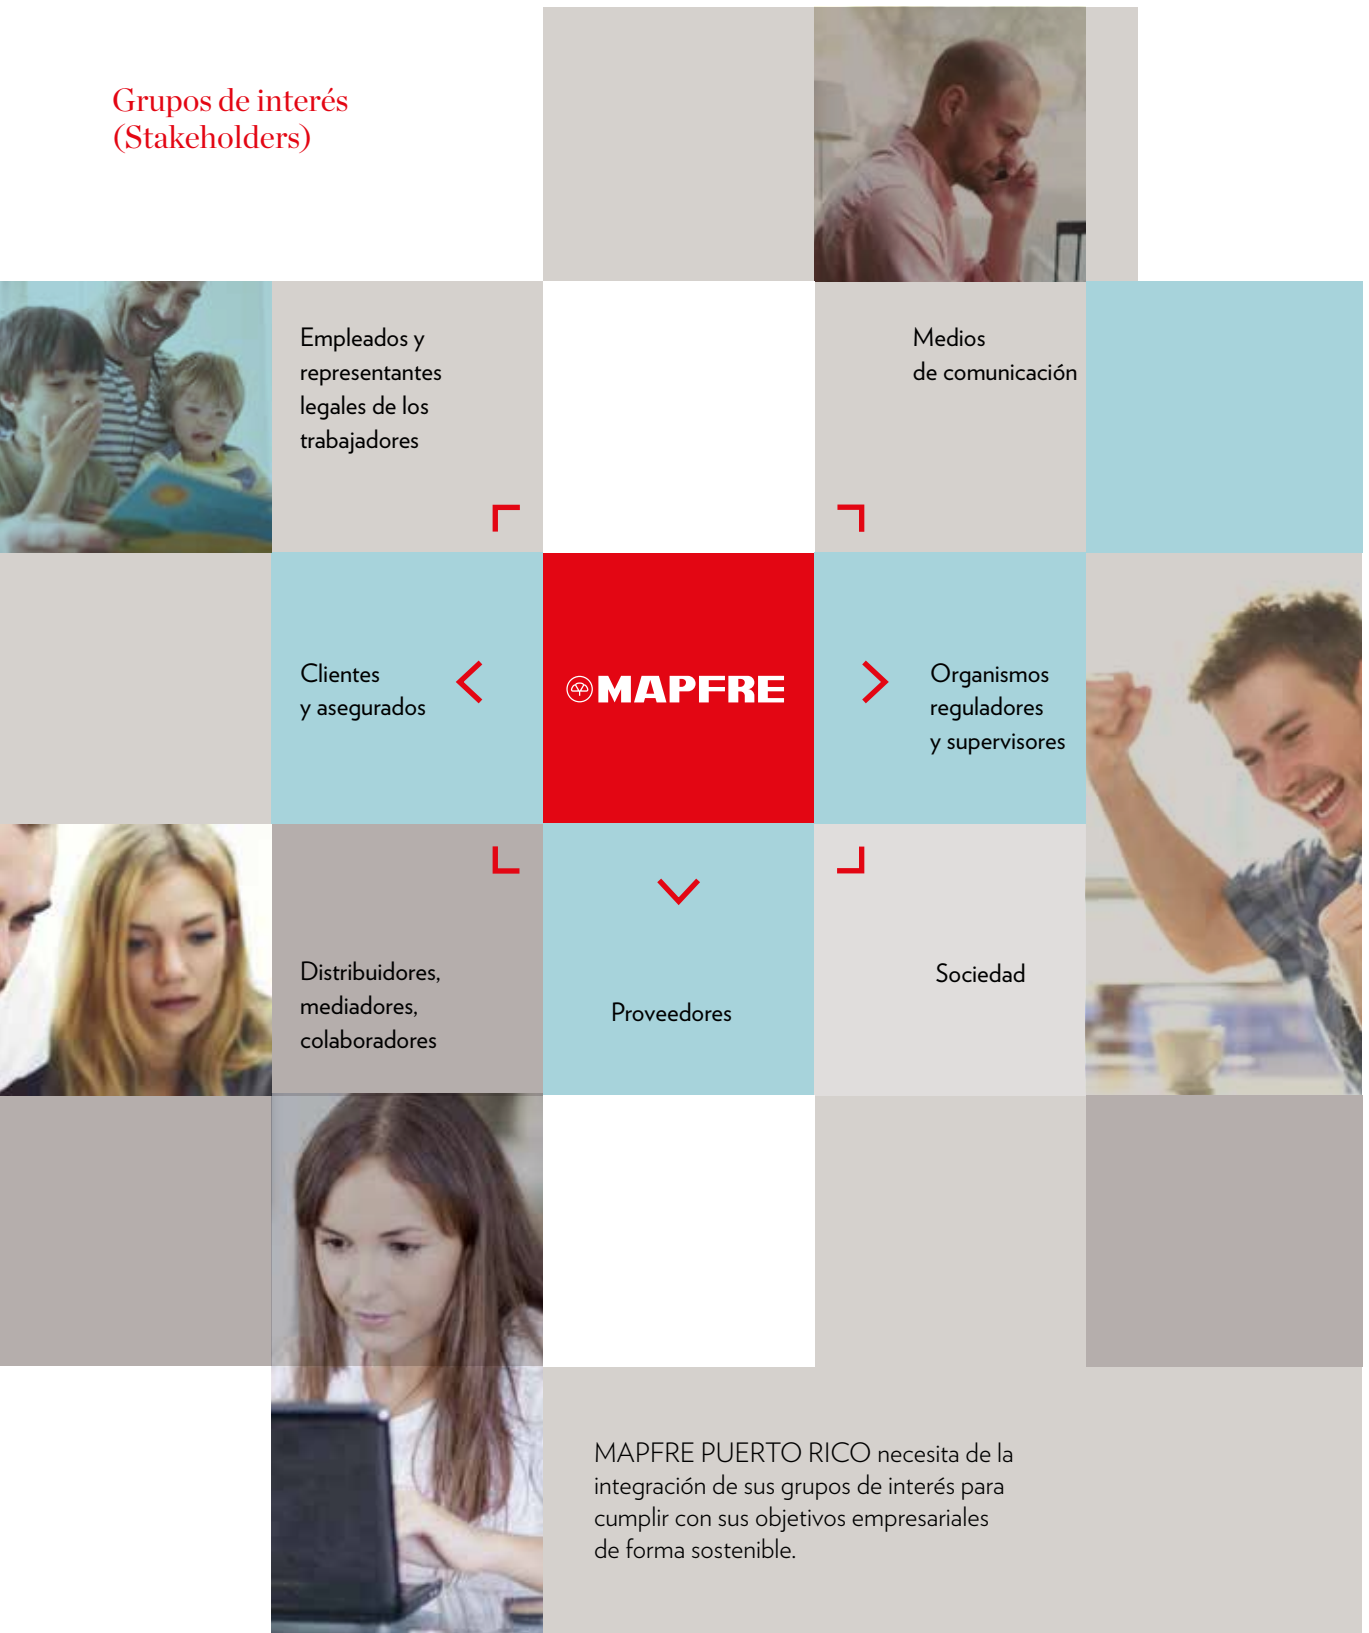 Grupos de interés
(Stakeholders)
Empleados y
representantes
legales de los
trabajadores
Medios
de comunicación
Clientes
y asegurados
MAPFRE
Organismos
reguladores
y supervisores
Distribuidores,
mediadores,
colaboradores
Proveedores
Sociedad
MAPFRE PUERTO RICO necesita de la
integración de sus grupos de interés para
cumplir con sus objetivos empresariales
de forma sostenible.